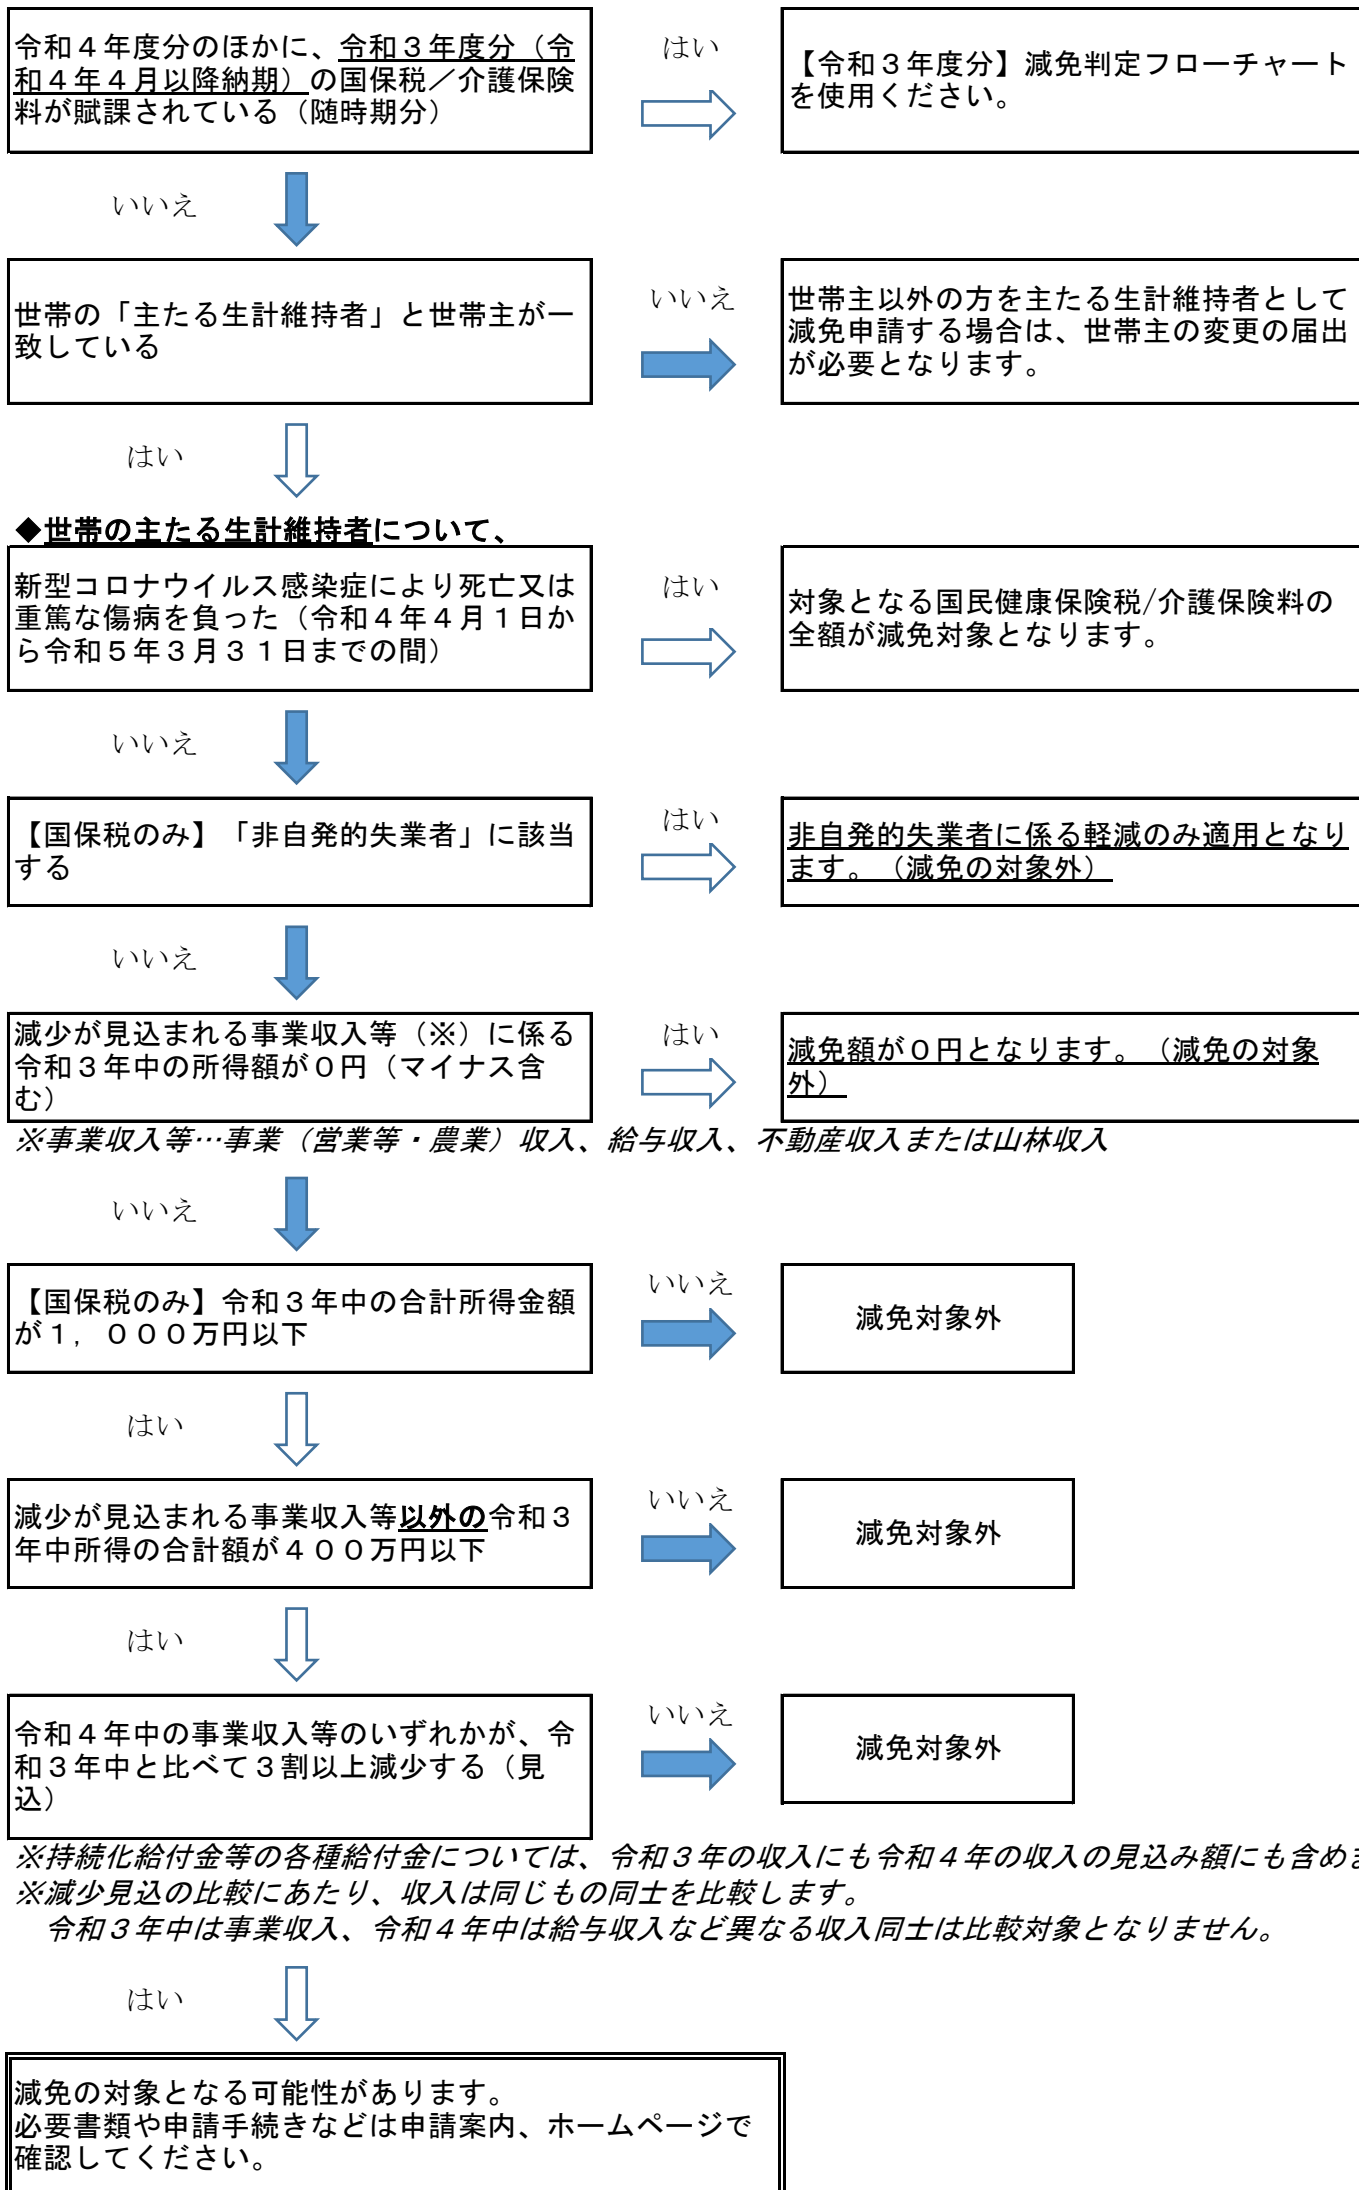 令和４年度分のほかに、令和３年度分（令
和４年４月以降納期）の国保税／介護保険
料が賦課されている（随時期分）
はい
【令和３年度分】減免判定フローチャート
を使用ください。
いいえ
世帯の「主たる生計維持者」と世帯主が一
致している
いいえ
世帯主以外の方を主たる生計維持者として
減免申請する場合は、世帯主の変更の届出
が必要となります。
はい
◆世帯の主たる生計維持者について、
新型コロナウイルス感染症により死亡又は
重篤な傷病を負った（令和４年４月１日か
ら令和５年３月３１日までの間）
はい
対象となる国民健康保険税/介護保険料の
全額が減免対象となります。
いいえ
【国保税のみ】「非自発的失業者」に該当
する
はい
非自発的失業者に係る軽減のみ適用となり
ます。（減免の対象外）
いいえ
減少が見込まれる事業収入等（※）に係る
令和３年中の所得額が０円（マイナス含
む）
はい
減免額が０円となります。（減免の対象
外）
※事業収入等…事業（営業等・農業）収入、給与収入、不動産収入または山林収入
いいえ
【国保税のみ】令和３年中の合計所得金額
が１，０００万円以下
いいえ
減免対象外
はい
減少が見込まれる事業収入等以外の令和３
年中所得の合計額が４００万円以下
いいえ
減免対象外
はい
令和４年中の事業収入等のいずれかが、令
和３年中と比べて３割以上減少する（見
込）
いいえ
減免対象外
※持続化給付金等の各種給付金については、令和３年の収入にも令和４年の収入の見込み額にも含めま
※減少見込の比較にあたり、収入は同じもの同士を比較します。
令和３年中は事業収入、令和４年中は給与収入など異なる収入同士は比較対象となりません。
はい
減免の対象となる可能性があります。
必要書類や申請手続きなどは申請案内、ホームページで
確認してください。